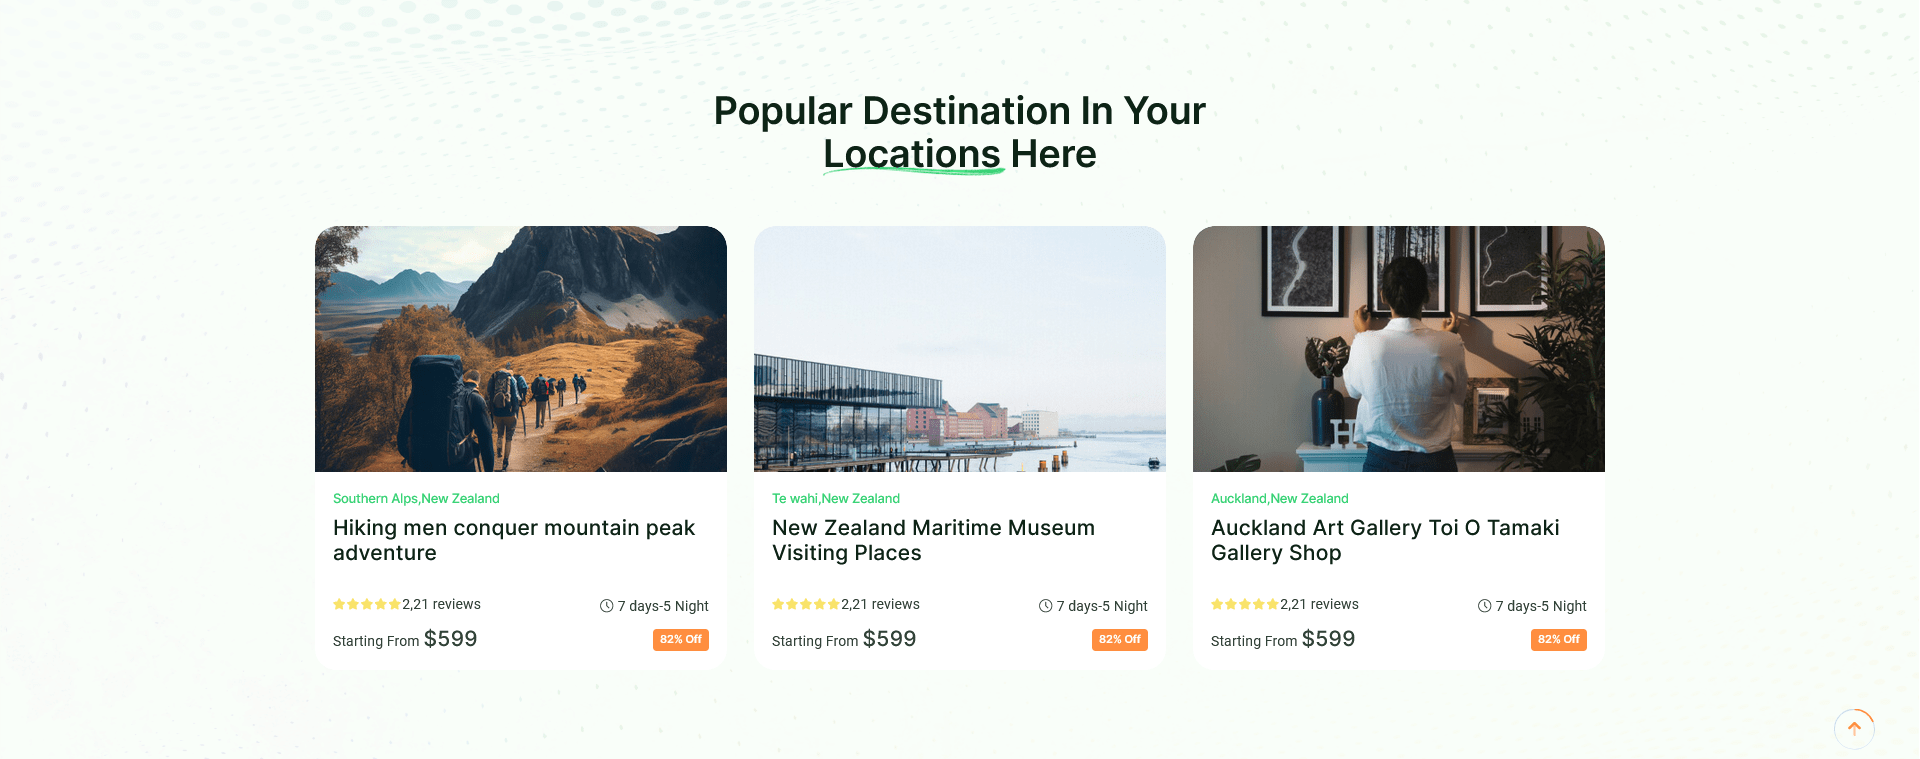 Popular Destination In Your
Locations Here
Southern Alps,New Zealand
Hiking men conquer mountain peak
adventure
2,21 reviews
7 days-5 Night
Starting From $599
82% Off
Te wahi,New Zealand
New Zealand Maritime Museum
Visiting Places
2,21 reviews
7 days-5 Night
Starting From $599
82% Off
H
Auckland,New Zealand
Auckland Art Gallery Toi O Tamaki
Gallery Shop
2,21 reviews
7 days-5 Night
Starting From $599
82% Off